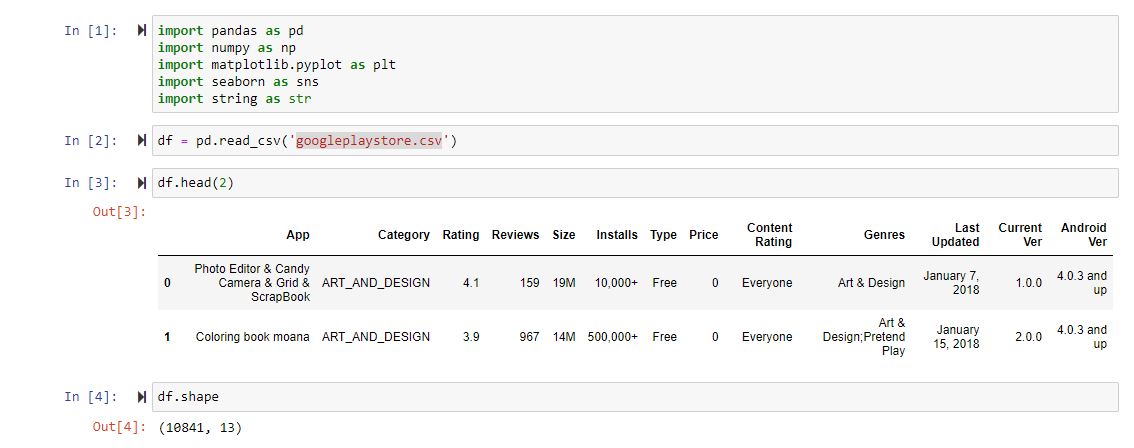 In [1]:
import pandas as pd
import numpy as np
import matplotlib.pyplot as plt
import seaborn as sns
import string as str
In [2]: df = pd.read_csv('googleplaystore.csv')
In [3]: df.head(2)
Out[3]:
App Category Rating Reviews Size Installs Type Price Content Rating Genres Last Updated Current Ver Android Ver
0 Photo Editor & Candy Camera & Grid & ScrapBook ART_AND_DESIGN 4.1 159 19M 10,000+ Free 0 Everyone Art & Design January 7, 2018 1.0.0 4.0.3 and up
1 Coloring book moana ART_AND_DESIGN 3.9 967 14M 500,000+ Free 0 Everyone Art & Design;Pretend Play January 15, 2018 2.0.0 4.0.3 and up
In [4]: df.shape
Out[4]: (10841, 13)